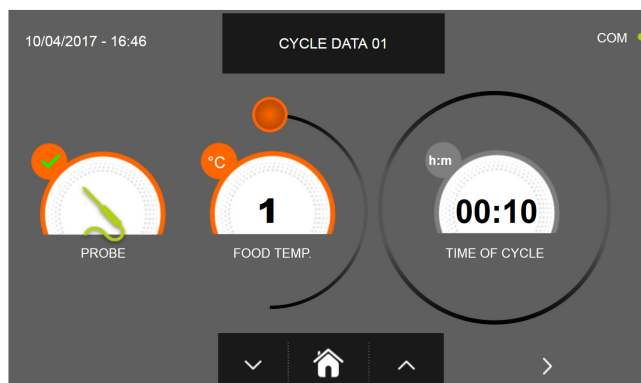 10/04/2017 - 16:46
CYCLE DATA 01
COM
°C
h:m
1
00:10
PROBE
FOOD TEMP.
TIME OF CYCLE